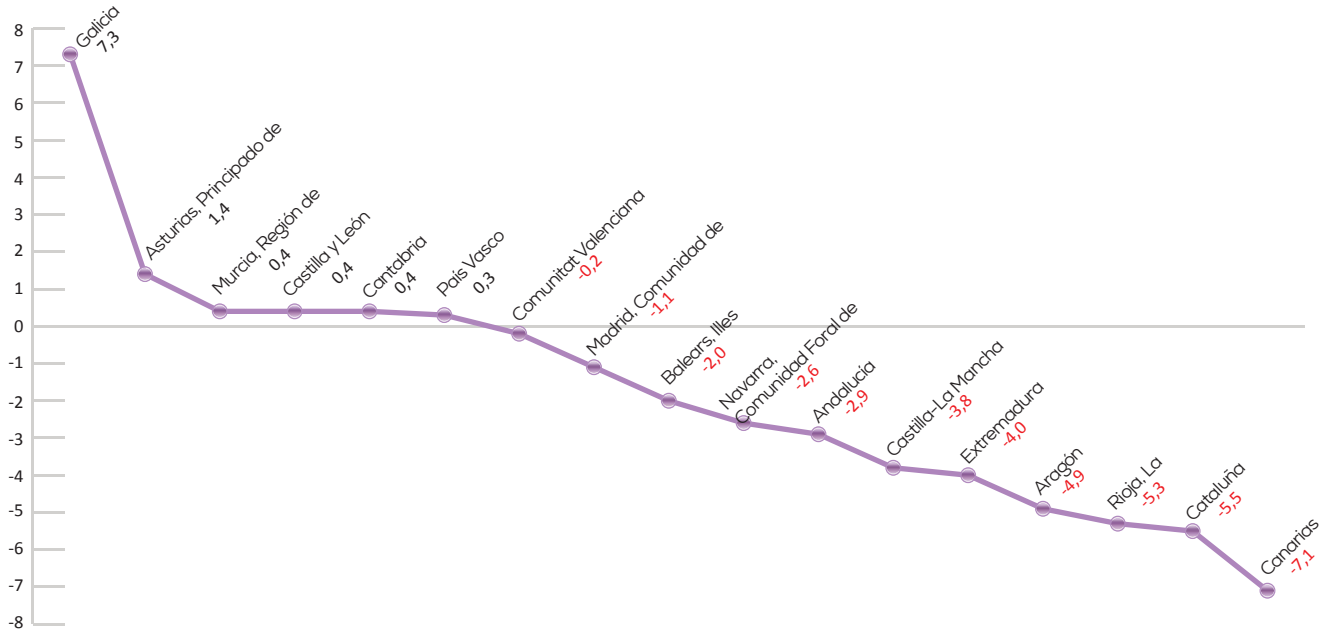 8
7
6
5
4
3
2
1
0
-1
-2
-3
-4
-5
-6
-7
-8
Galicia
7,3
Asturias, Principado de
1,4
Murcia, Región de
0,4
Castilla y León
0,4
Cantabria
0,4
País Vasco
0,3
Comunitat Valenciana
-0,2
Madrid, Comunidad de
-1,1
Balears, Illes
-2,0
Navarra,
Comunidad Foral de
-2,6
Andalucía
-2,9
Castilla-La Mancha
-3,8
Extremadura
-4,0
Aragón
-4,9
Rioja, La
-5,3
Cataluña
-5,5
Canarias
-7,1